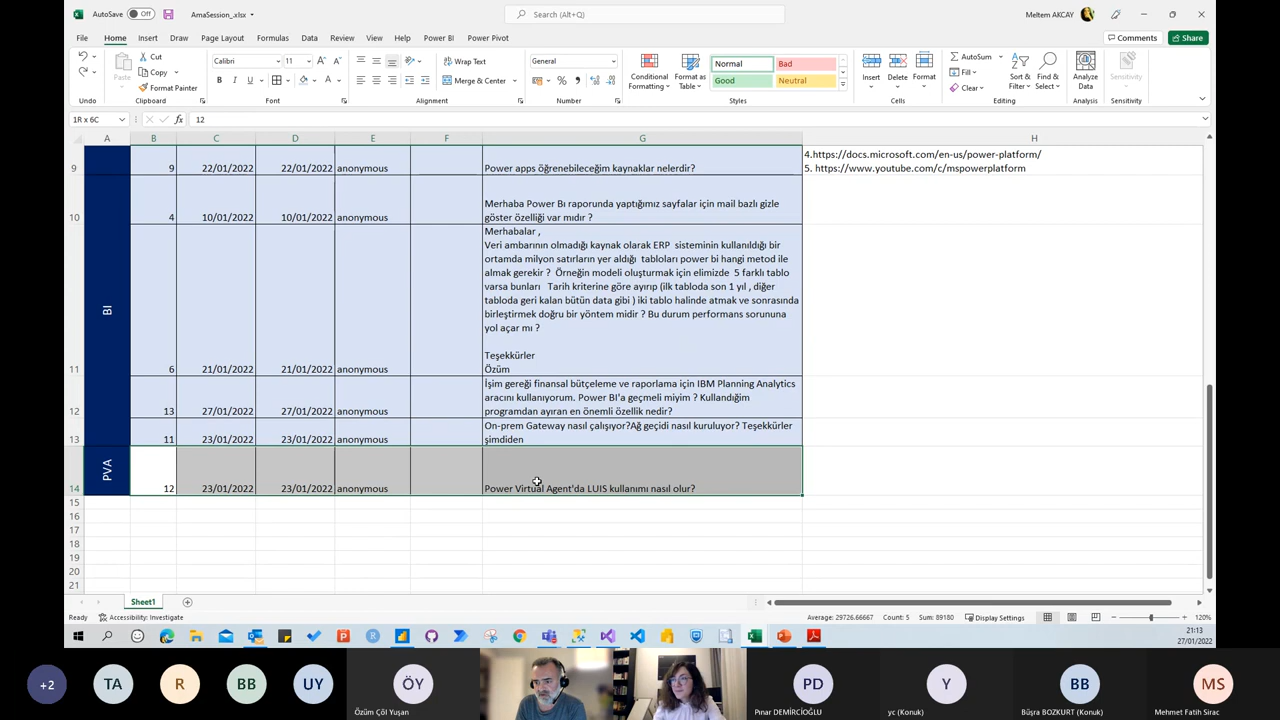 AutoSave Off AmaSession_.xlsx Search (Alt+Q) Meltem AKCAY
File Home Insert Draw Page Layout Formulas Data Review View Help Power BI Power Pivot Comments Share
Cut
Copy
Format Painter
Paste
Undo
Clipboard
Calibri 11
B I U
Font
Wrap Text
Merge & Center
Alignment
General
Number
Conditional Formatting
Format as Table
Normal Bad
Good Neutral
Styles
Insert Delete Format
Cells
AutoSum
Fill
Clear
Sort & Filter
Find & Select
Editing
Analyze Data
Analysis
Sensitivity
Sensitivity
1R x 6C fx 12
A B C D E F G H
4.https://docs.microsoft.com/en-us/power-platform/
9 9 22/01/2022 22/01/2022 anonymous Power apps öğrenebileceğim kaynaklar nelerdir? 5. https://www.youtube.com/c/mspowerplatform
Merhaba Power Bı raporunda yaptığımız sayfalar için mail bazlı gizle
10 4 10/01/2022 10/01/2022 anonymous göster özelliği var mıdır ?
BI
Merhabalar ,
Veri ambarının olmadığı kaynak olarak ERP sisteminin kullanıldığı bir
ortamda milyon satırların yer aldığı tabloları power bi hangi metod ile
almak gerekir ? Örneğin modeli oluşturmak için elimizde 5 farklı tablo
varsa bunları Tarih kriterine göre ayırıp (ilk tabloda son 1 yıl , diğer
tabloda geri kalan bütün data gibi ) iki tablo halinde atmak ve sonrasında
birleştirmek doğru bir yöntem midir ? Bu durum performans sorununa
yol açar mı ?
Teşekkürler
11 6 21/01/2022 21/01/2022 anonymous Özüm
İşim gereği finansal bütçeleme ve raporlama için IBM Planning Analytics
aracını kullanıyorum. Power BI'a geçmeli miyim ? Kullandığım
12 13 27/01/2022 27/01/2022 anonymous programdan ayıran en önemli özellik nedir?
On-prem Gateway nasıl çalışıyor?Ağ geçidi nasıl kuruluyor? Teşekkürler
13 11 23/01/2022 23/01/2022 anonymous şimdiden
PVA
14 12 23/01/2022 23/01/2022 anonymous Power Virtual Agent'da LUIS kullanımı nasıl olur?
15
16
17
18
19
20
21
Sheet1
Ready Accessibility: Investigate Average: 29726.66667 Count: 5 Sum: 89180 Display Settings 120%
21:13
27/01/2022
+2 TA R BB UY ÖY PD Y BB MS
Özüm Çöl Yuşan Pınar DEMİRCİOĞLU yc (Konuk) Büşra BOZKURT (Konuk) Mehmet Fatih Sirac